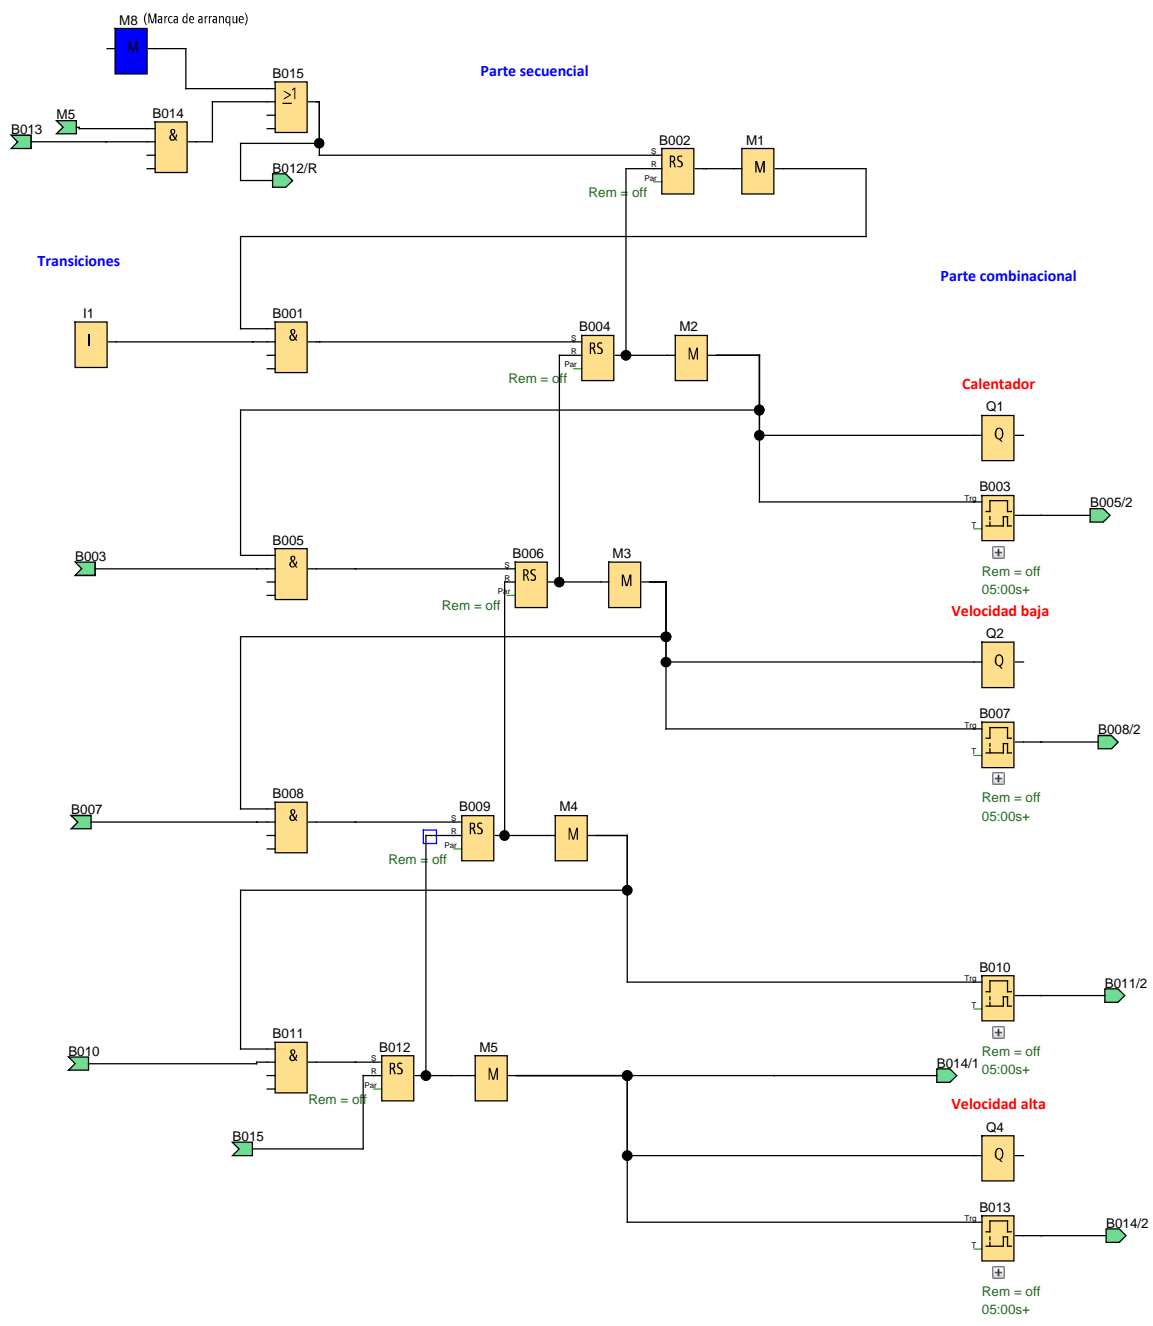 M8 (Marca de arranque)
M
B015
≥1
Parte secuencial
M5
B013
B014
&
B012/R
B002
S
R
Par
RS
Rem = off
M1
M
Transiciones
Parte combinacional
I1
I
B001
&
B004
S
R
Par
RS
Rem = off
M2
M
Calentador
Q1
Q
B003
Trg
T
B005/2
Rem = off
05:00s+
B003
B005
&
B006
S
R
Par
RS
Rem = off
M3
M
Velocidad baja
Q2
Q
B007
Trg
T
B008/2
Rem = off
05:00s+
B007
B008
&
B009
S
R
Par
RS
Rem = off
M4
M
B010
Trg
T
B011/2
Rem = off
05:00s+
B010
B011
&
B012
S
R
Par
RS
Rem = off
M5
M
B014/1
B015
Velocidad alta
Q4
Q
B013
Trg
T
B014/2
Rem = off
05:00s+